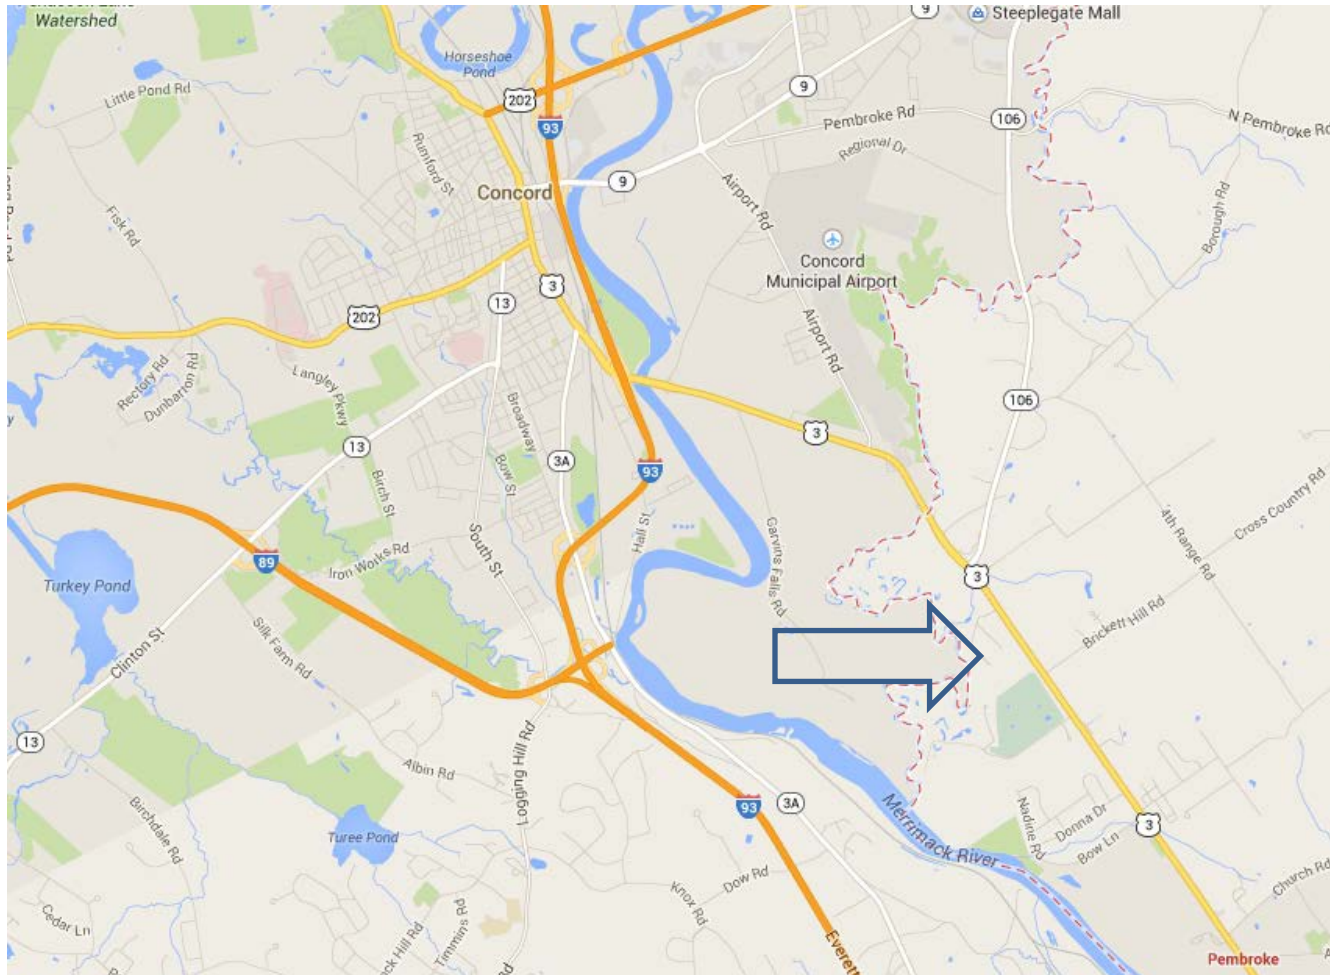 Watershed
9
Steeplegate Mall
Horseshoe
Pond
Little Pond Rd
202
9
93
106
Pembroke Rd
N Pembroke Rd
Rumford St
Regional Dr
Concord
9
Airport Rd
Borough Rd
Fisk Rd
Concord
Municipal Airport
3
13
202
Airport Rd
Rectory Rd
Dunbarton Rd
Langley Pkwy
Broadway
106
13
3
3A
93
Birch St
Bow St
Hall St
Garvins Falls Rd
4th Range Rd
Cross Country Rd
South St
Iron Works Rd
89
Turkey Pond
3
Brickett Hill Rd
Silk Farm Rd
Clinton St
13
Albin Rd
Logging Hill Rd
93
3A
Merrimack River
Birchdale Rd
Turee Pond
Nadine Rd
Donna Dr
3
Bow Ln
Dow Rd
Knox Rd
Church Rd
Cedar Ln
Timmins Rd
Hill Rd
Everett
Pembroke